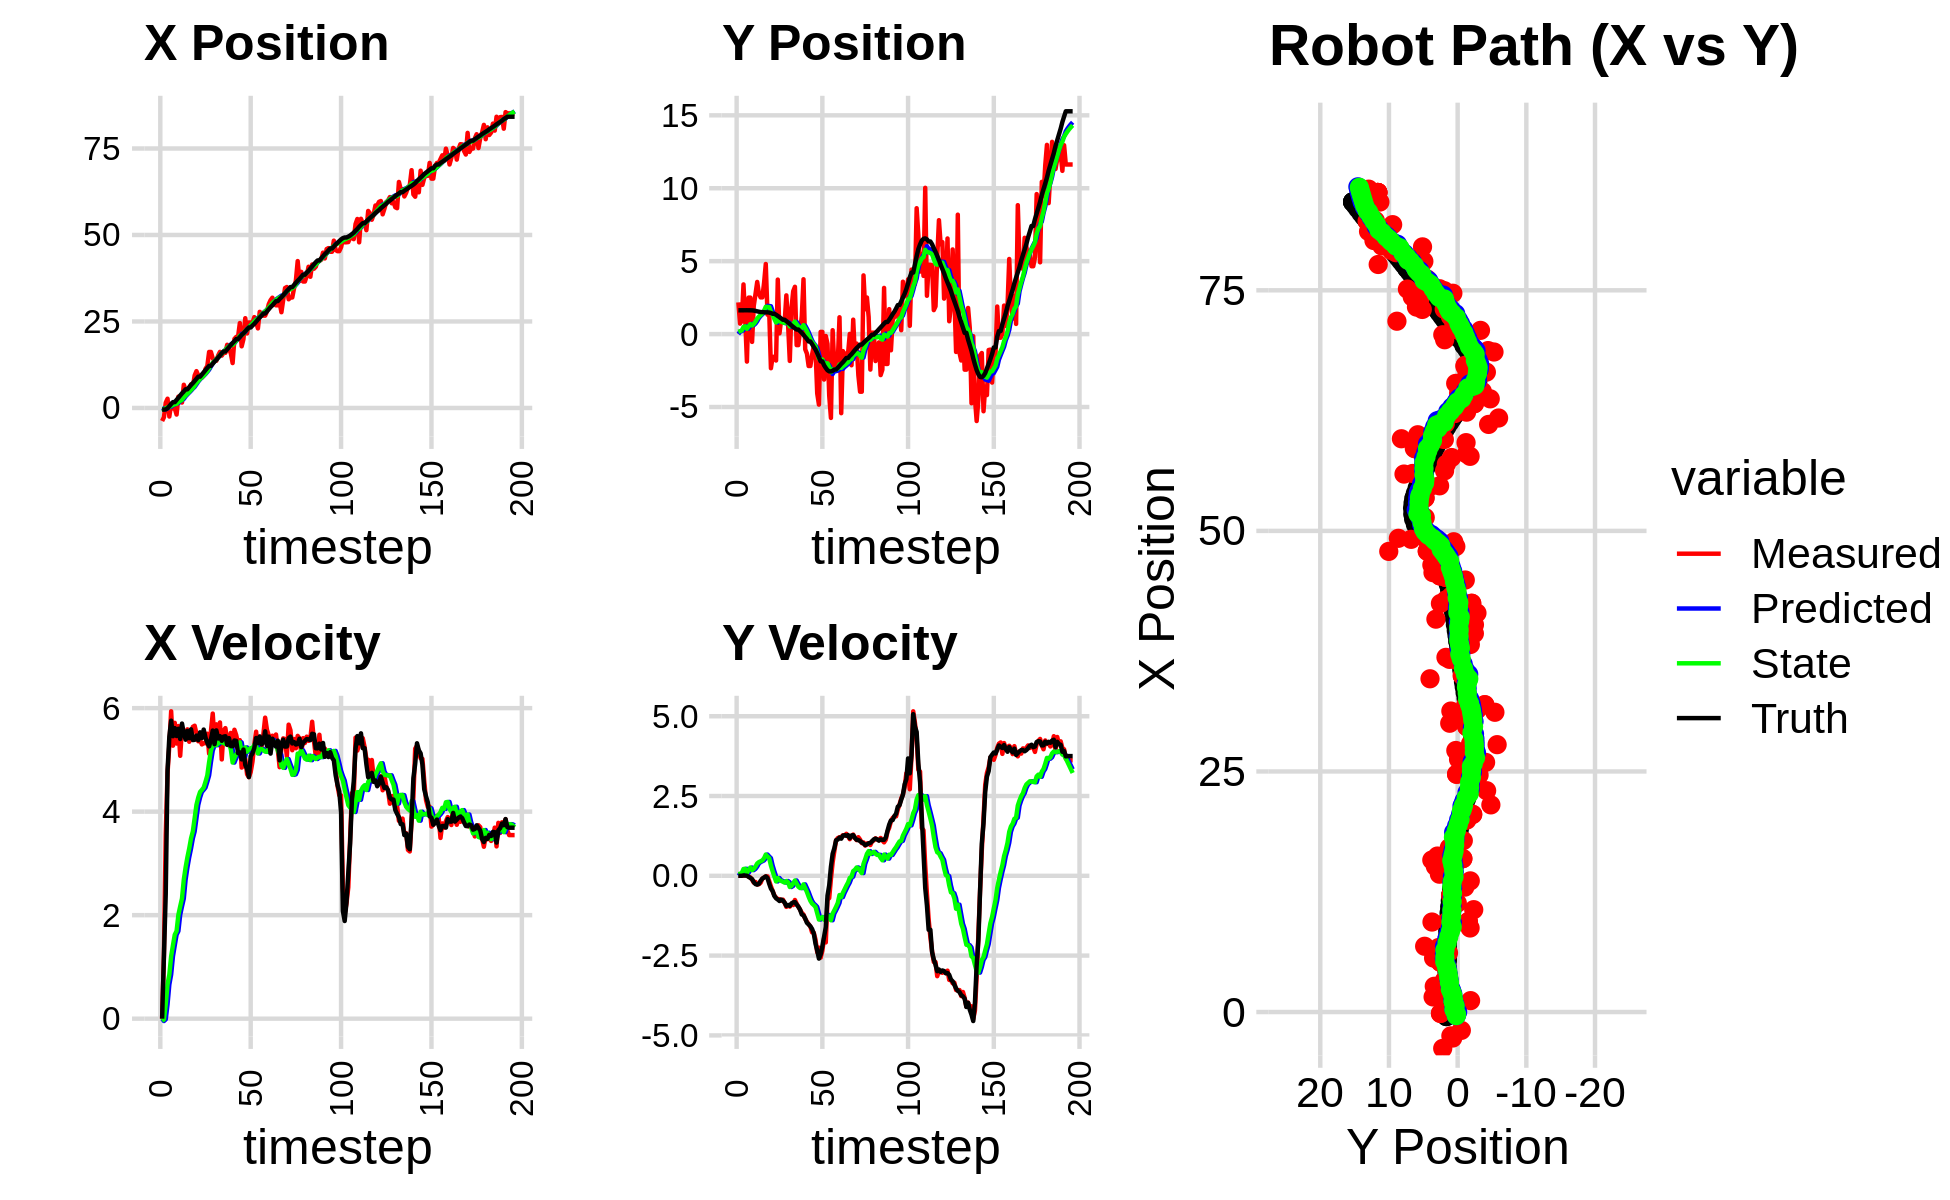 X Position
75
50
25
0
0
50
100
150
200
timestep
Y Position
15
10
5
0
-5
0
50
100
150
200
timestep
X Velocity
6
4
2
0
0
50
100
150
200
timestep
Y Velocity
5.0
2.5
0.0
-2.5
-5.0
0
50
100
150
200
timestep
Robot Path (X vs Y)
X Position
75
50
25
0
20 10 0 -10 -20
Y Position
variable
Measured
Predicted
State
Truth